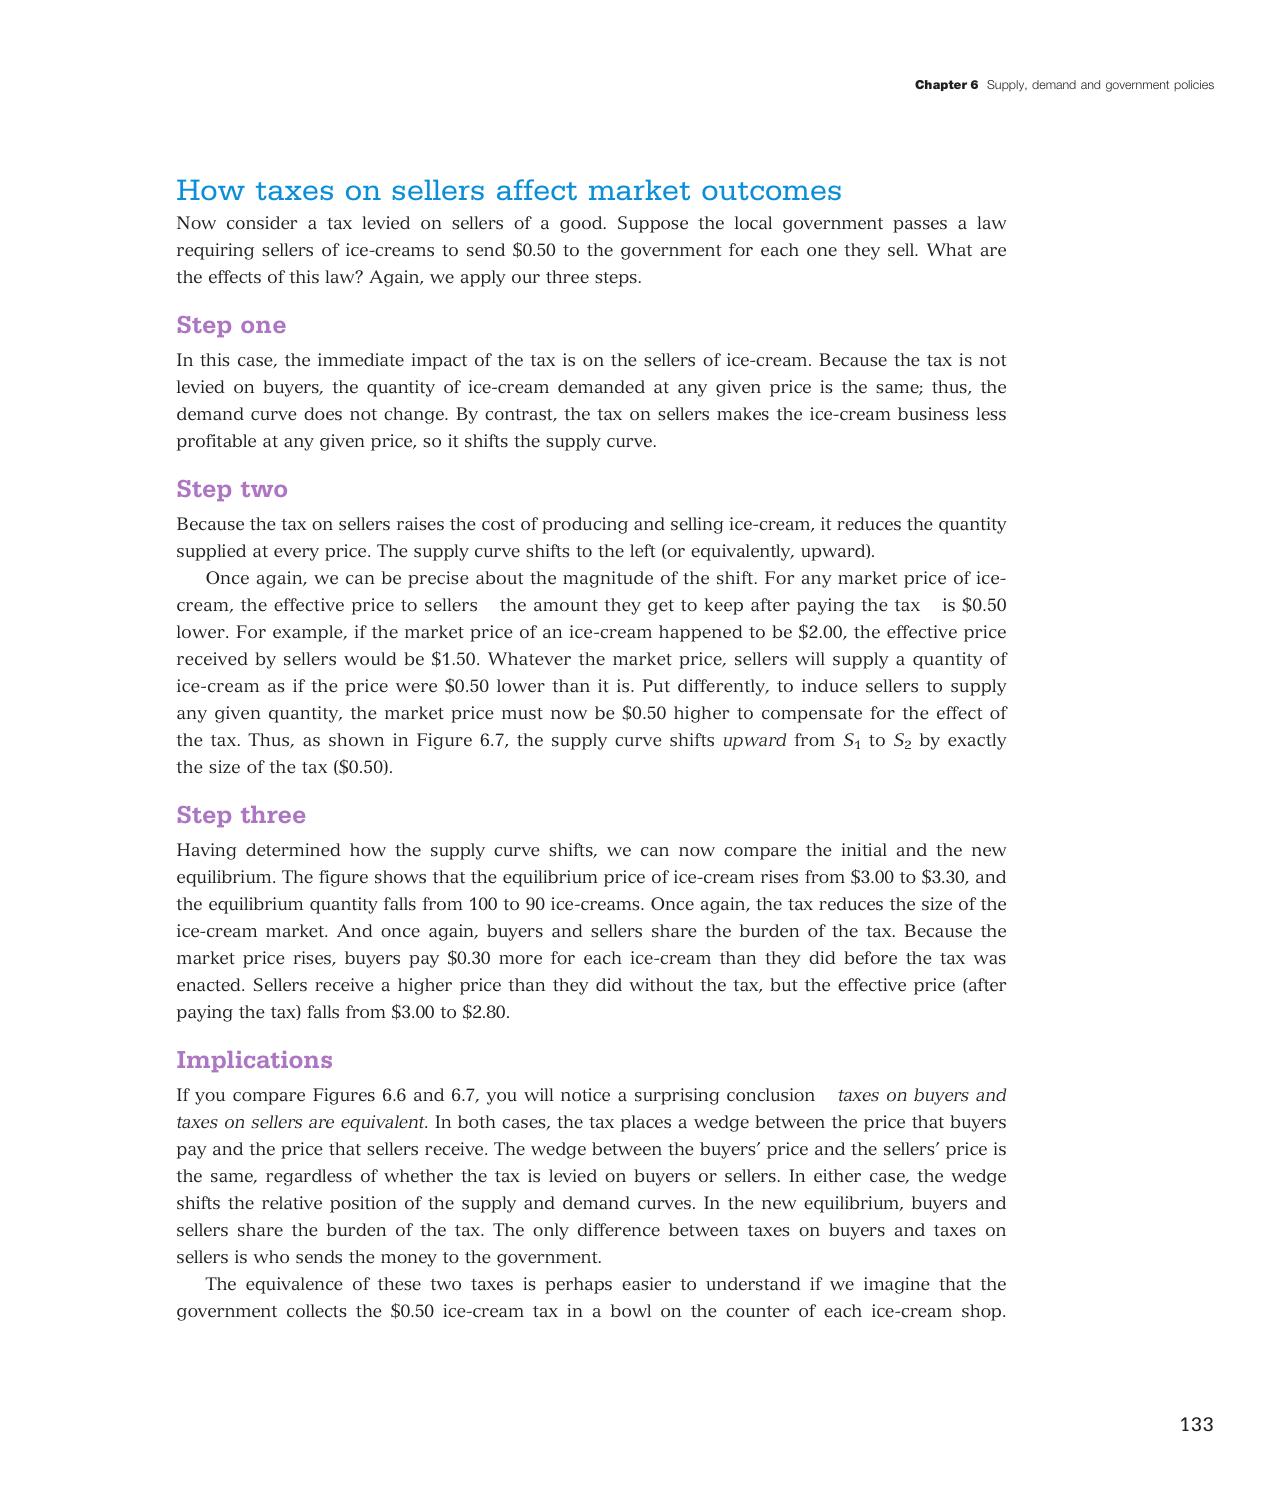 Chapter 6 Supply, demand and government policies
How taxes on sellers affect market outcomes
Now consider a tax levied on sellers of a good. Suppose the local government passes a law
requiring sellers of ice-creams to send $0.50 to the government for each one they sell. What are
the effects of this law? Again, we apply our three steps.
Step one
In this case, the immediate impact of the tax is on the sellers of ice-cream. Because the tax is not
levied on buyers, the quantity of ice-cream demanded at any given price is the same; thus, the
demand curve does not change. By contrast, the tax on sellers makes the ice-cream business less
profitable at any given price, so it shifts the supply curve.
Step two
Because the tax on sellers raises the cost of producing and selling ice-cream, it reduces the quantity
supplied at every price. The supply curve shifts to the left (or equivalently, upward).
Once again, we can be precise about the magnitude of the shift. For any market price of ice-
cream, the effective price to sellers the amount they get to keep after paying the tax is $0.50
lower. For example, if the market price of an ice-cream happened to be $2.00, the effective price
received by sellers would be $1.50. Whatever the market price, sellers will supply a quantity of
ice-cream as if the price were $0.50 lower than it is. Put differently, to induce sellers to supply
any given quantity, the market price must now be $0.50 higher to compensate for the effect of
the tax. Thus, as shown in Figure 6.7, the supply curve shifts upward from S1 to S2 by exactly
the size of the tax ($0.50).
Step three
Having determined how the supply curve shifts, we can now compare the initial and the new
equilibrium. The figure shows that the equilibrium price of ice-cream rises from $3.00 to $3.30, and
the equilibrium quantity falls from 100 to 90 ice-creams. Once again, the tax reduces the size of the
ice-cream market. And once again, buyers and sellers share the burden of the tax. Because the
market price rises, buyers pay $0.30 more for each ice-cream than they did before the tax was
enacted. Sellers receive a higher price than they did without the tax, but the effective price (after
paying the tax) falls from $3.00 to $2.80.
Implications
If you compare Figures 6.6 and 6.7, you will notice a surprising conclusion taxes on buyers and
taxes on sellers are equivalent. In both cases, the tax places a wedge between the price that buyers
pay and the price that sellers receive. The wedge between the buyers' price and the sellers' price is
the same, regardless of whether the tax is levied on buyers or sellers. In either case, the wedge
shifts the relative position of the supply and demand curves. In the new equilibrium, buyers and
sellers share the burden of the tax. The only difference between taxes on buyers and taxes on
sellers is who sends the money to the government.
The equivalence of these two taxes is perhaps easier to understand if we imagine that the
government collects the $0.50 ice-cream tax in a bowl on the counter of each ice-cream shop.
133